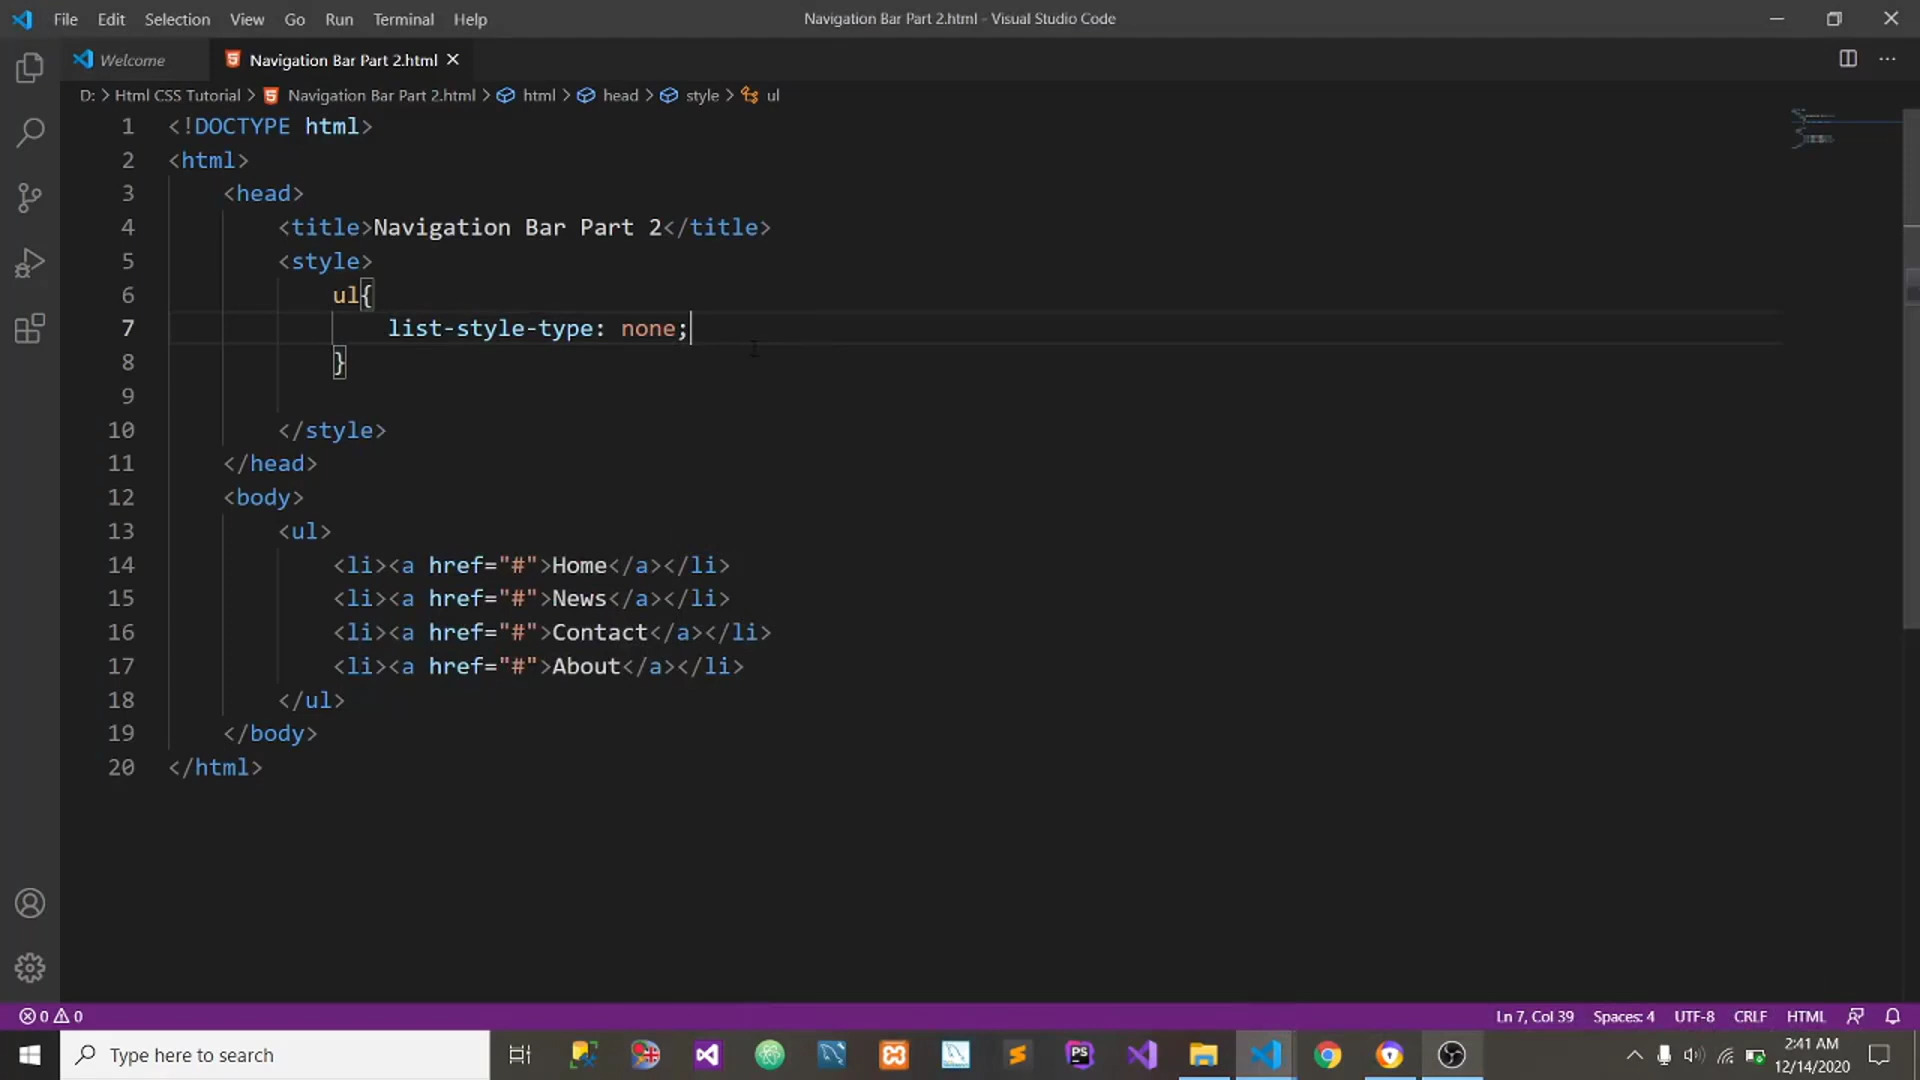 File Edit Selection View Go Run Terminal Help
Navigation Bar Part 2.html - Visual Studio Code
Welcome
Navigation Bar Part 2.html
D: > Html CSS Tutorial > Navigation Bar Part 2.html > html > head > style > ul
1 <!DOCTYPE html>
2 <html>
3 <head>
4 <title>Navigation Bar Part 2</title>
5 <style>
6 ul{
7 list-style-type: none;
8 }
9
10 </style>
11 </head>
12 <body>
13 <ul>
14 <li><a href="#">Home</a></li>
15 <li><a href="#">News</a></li>
16 <li><a href="#">Contact</a></li>
17 <li><a href="#">About</a></li>
18 </ul>
19 </body>
20 </html>
0 0
Ln 7, Col 39 Spaces: 4 UTF-8 CRLF HTML
Type here to search
PS
2:41 AM
12/14/2020